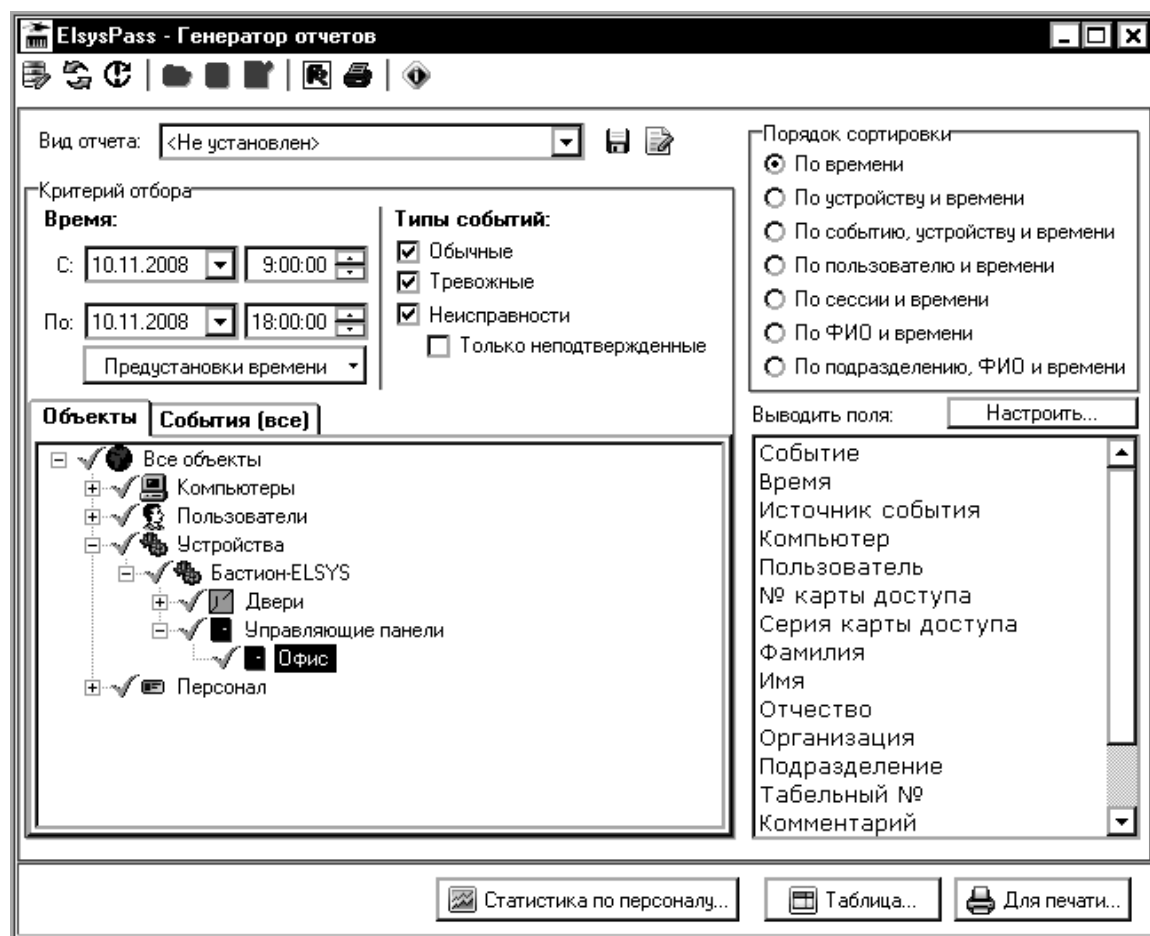 ElsysPass - Генератор отчетов
Вид отчета: <Не установлен>
Критерий отбора
Время:
С: 10.11.2008 9:00:00
По: 10.11.2008 18:00:00
Предустановки времени
Типы событий:
Обычные
Тревожные
Неисправности
Только неподтвержденные
Порядок сортировки
По времени
По устройству и времени
По событию, устройству и времени
По пользователю и времени
По сессии и времени
По ФИО и времени
По подразделению, ФИО и времени
Объекты События (все)
Все объекты
Компьютеры
Пользователи
Устройства
Бастион-ELSYS
Двери
Управляющие панели
Офис
Персонал
Выводить поля: Настроить...
Событие
Время
Источник события
Компьютер
Пользователь
№ карты доступа
Серия карты доступа
Фамилия
Имя
Отчество
Организация
Подразделение
Табельный №
Комментарий
Статистика по персоналу... Таблица... Для печати...